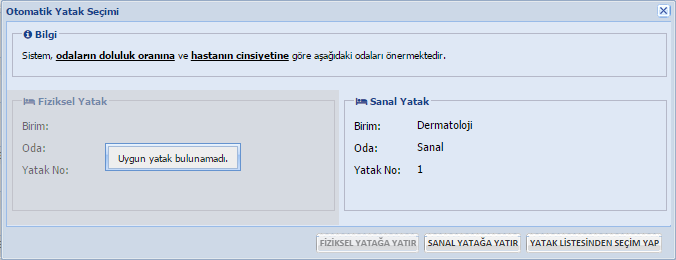 Otomatik Yatak Seçimi
Bilgi
Sistem, odaların doluluk oranına ve hastanın cinsiyetine göre aşağıdaki odaları önermektedir.
Fiziksel Yatak
Birim:
Oda:
Yatak No:
Uygun yatak bulunamadı.
Sanal Yatak
Birim: Dermatoloji
Oda: Sanal
Yatak No: 1
FİZİKSEL YATAĞA YATIR SANAL YATAĞA YATIR YATAK LİSTESİNDEN SEÇİM YAP